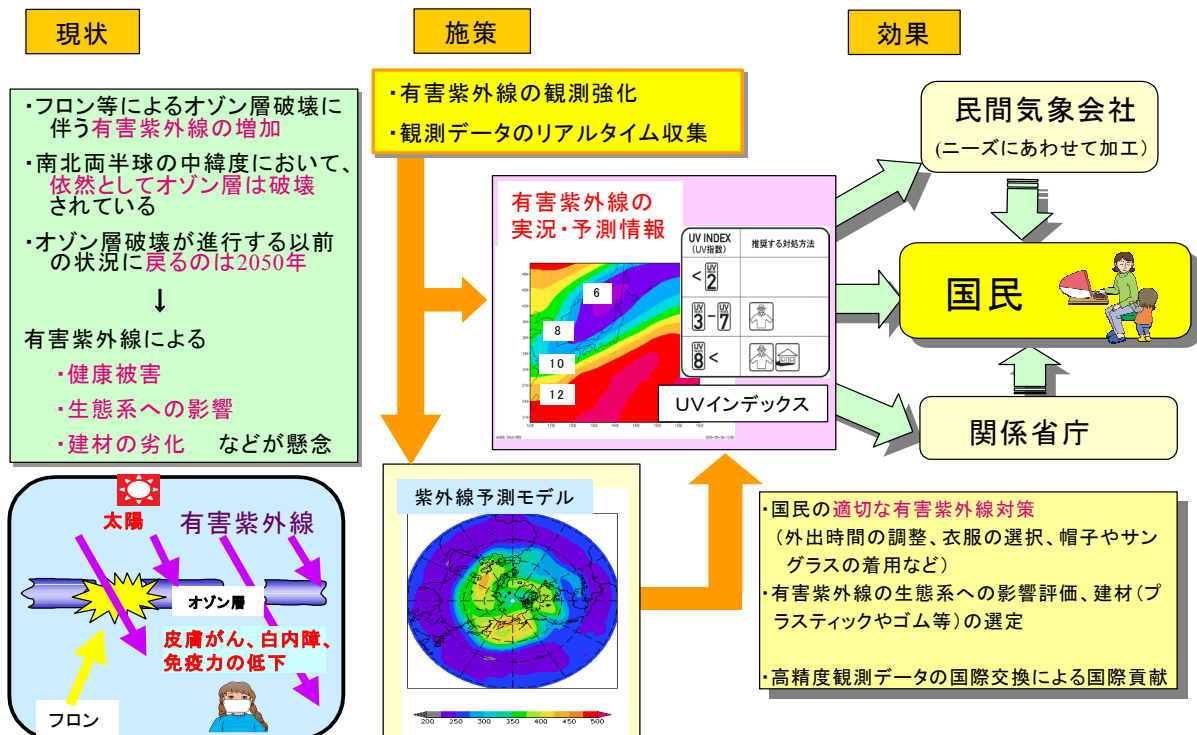 現状
・フロン等によるオゾン層破壊に
伴う有害紫外線の増加
・南北両半球の中緯度において、
依然としてオゾン層は破壊
されている
・オゾン層破壊が進行する以前
の状況に戻るのは2050年
↓
有害紫外線による
・健康被害
・生態系への影響
・建材の劣化 などが懸念
太陽
有害紫外線
オゾン層
皮膚がん、白内障、
免疫力の低下
フロン
施策
・有害紫外線の観測強化
・観測データのリアルタイム収集
有害紫外線の
実況・予測情報
6
8
10
12
UV INDEX
(UV指数)
推奨する対処方法
< UV 2
UV 3 - UV 7
UV 8 <
UVインデックス
紫外線予測モデル
200 250 300 350 400 450 500
効果
民間気象会社
(ニーズにあわせて加工)
国民
関係省庁
・国民の適切な有害紫外線対策
(外出時間の調整、衣服の選択、帽子やサン
グラスの着用など)
・有害紫外線の生態系への影響評価、建材(プ
ラスティックやゴム等)の選定
・高精度観測データの国際交換による国際貢献